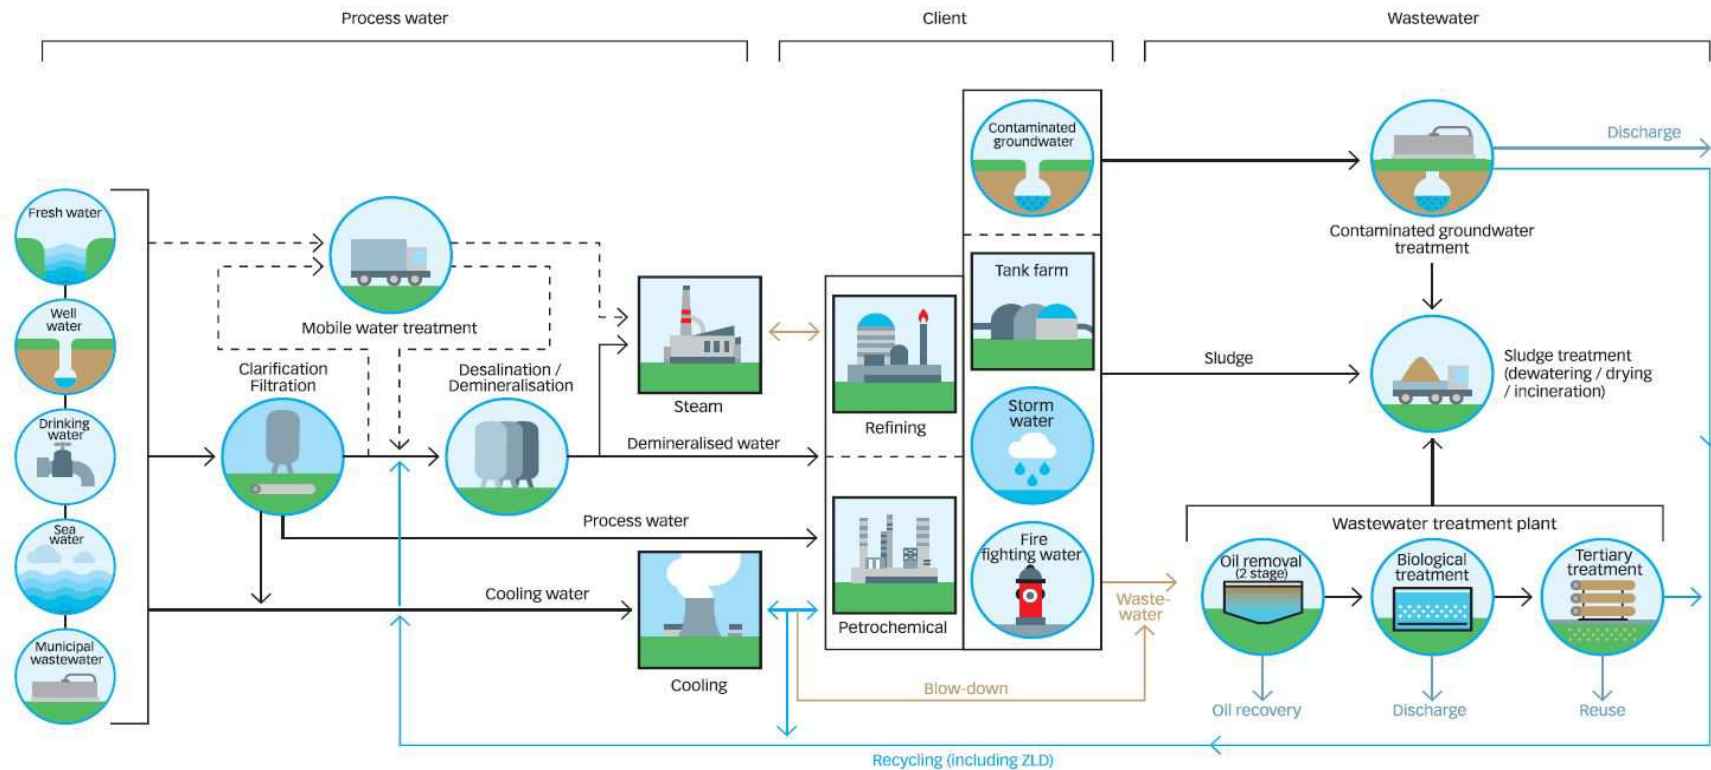 Process water
Client
Wastewater
Fresh water
Well
water
Drinking
water
Sea
water
Municipal
wastewater
Mobile water treatment
Clarification
Filtration
Desalination /
Demineralisation
Steam
Demineralised water
Process water
Cooling water
Cooling
Refining
Petrochemical
Contaminated
groundwater
Tank farm
Storm
water
Fire
fighting water
Sludge
Waste-
water
Blow-down
Discharge
Contaminated groundwater
treatment
Sludge treatment
(dewatering / drying
/ incineration)
Wastewater treatment plant
Oil removal
(2 stage)
Biological
treatment
Tertiary
treatment
Oil recovery
Discharge
Reuse
Recycling (including ZLD)